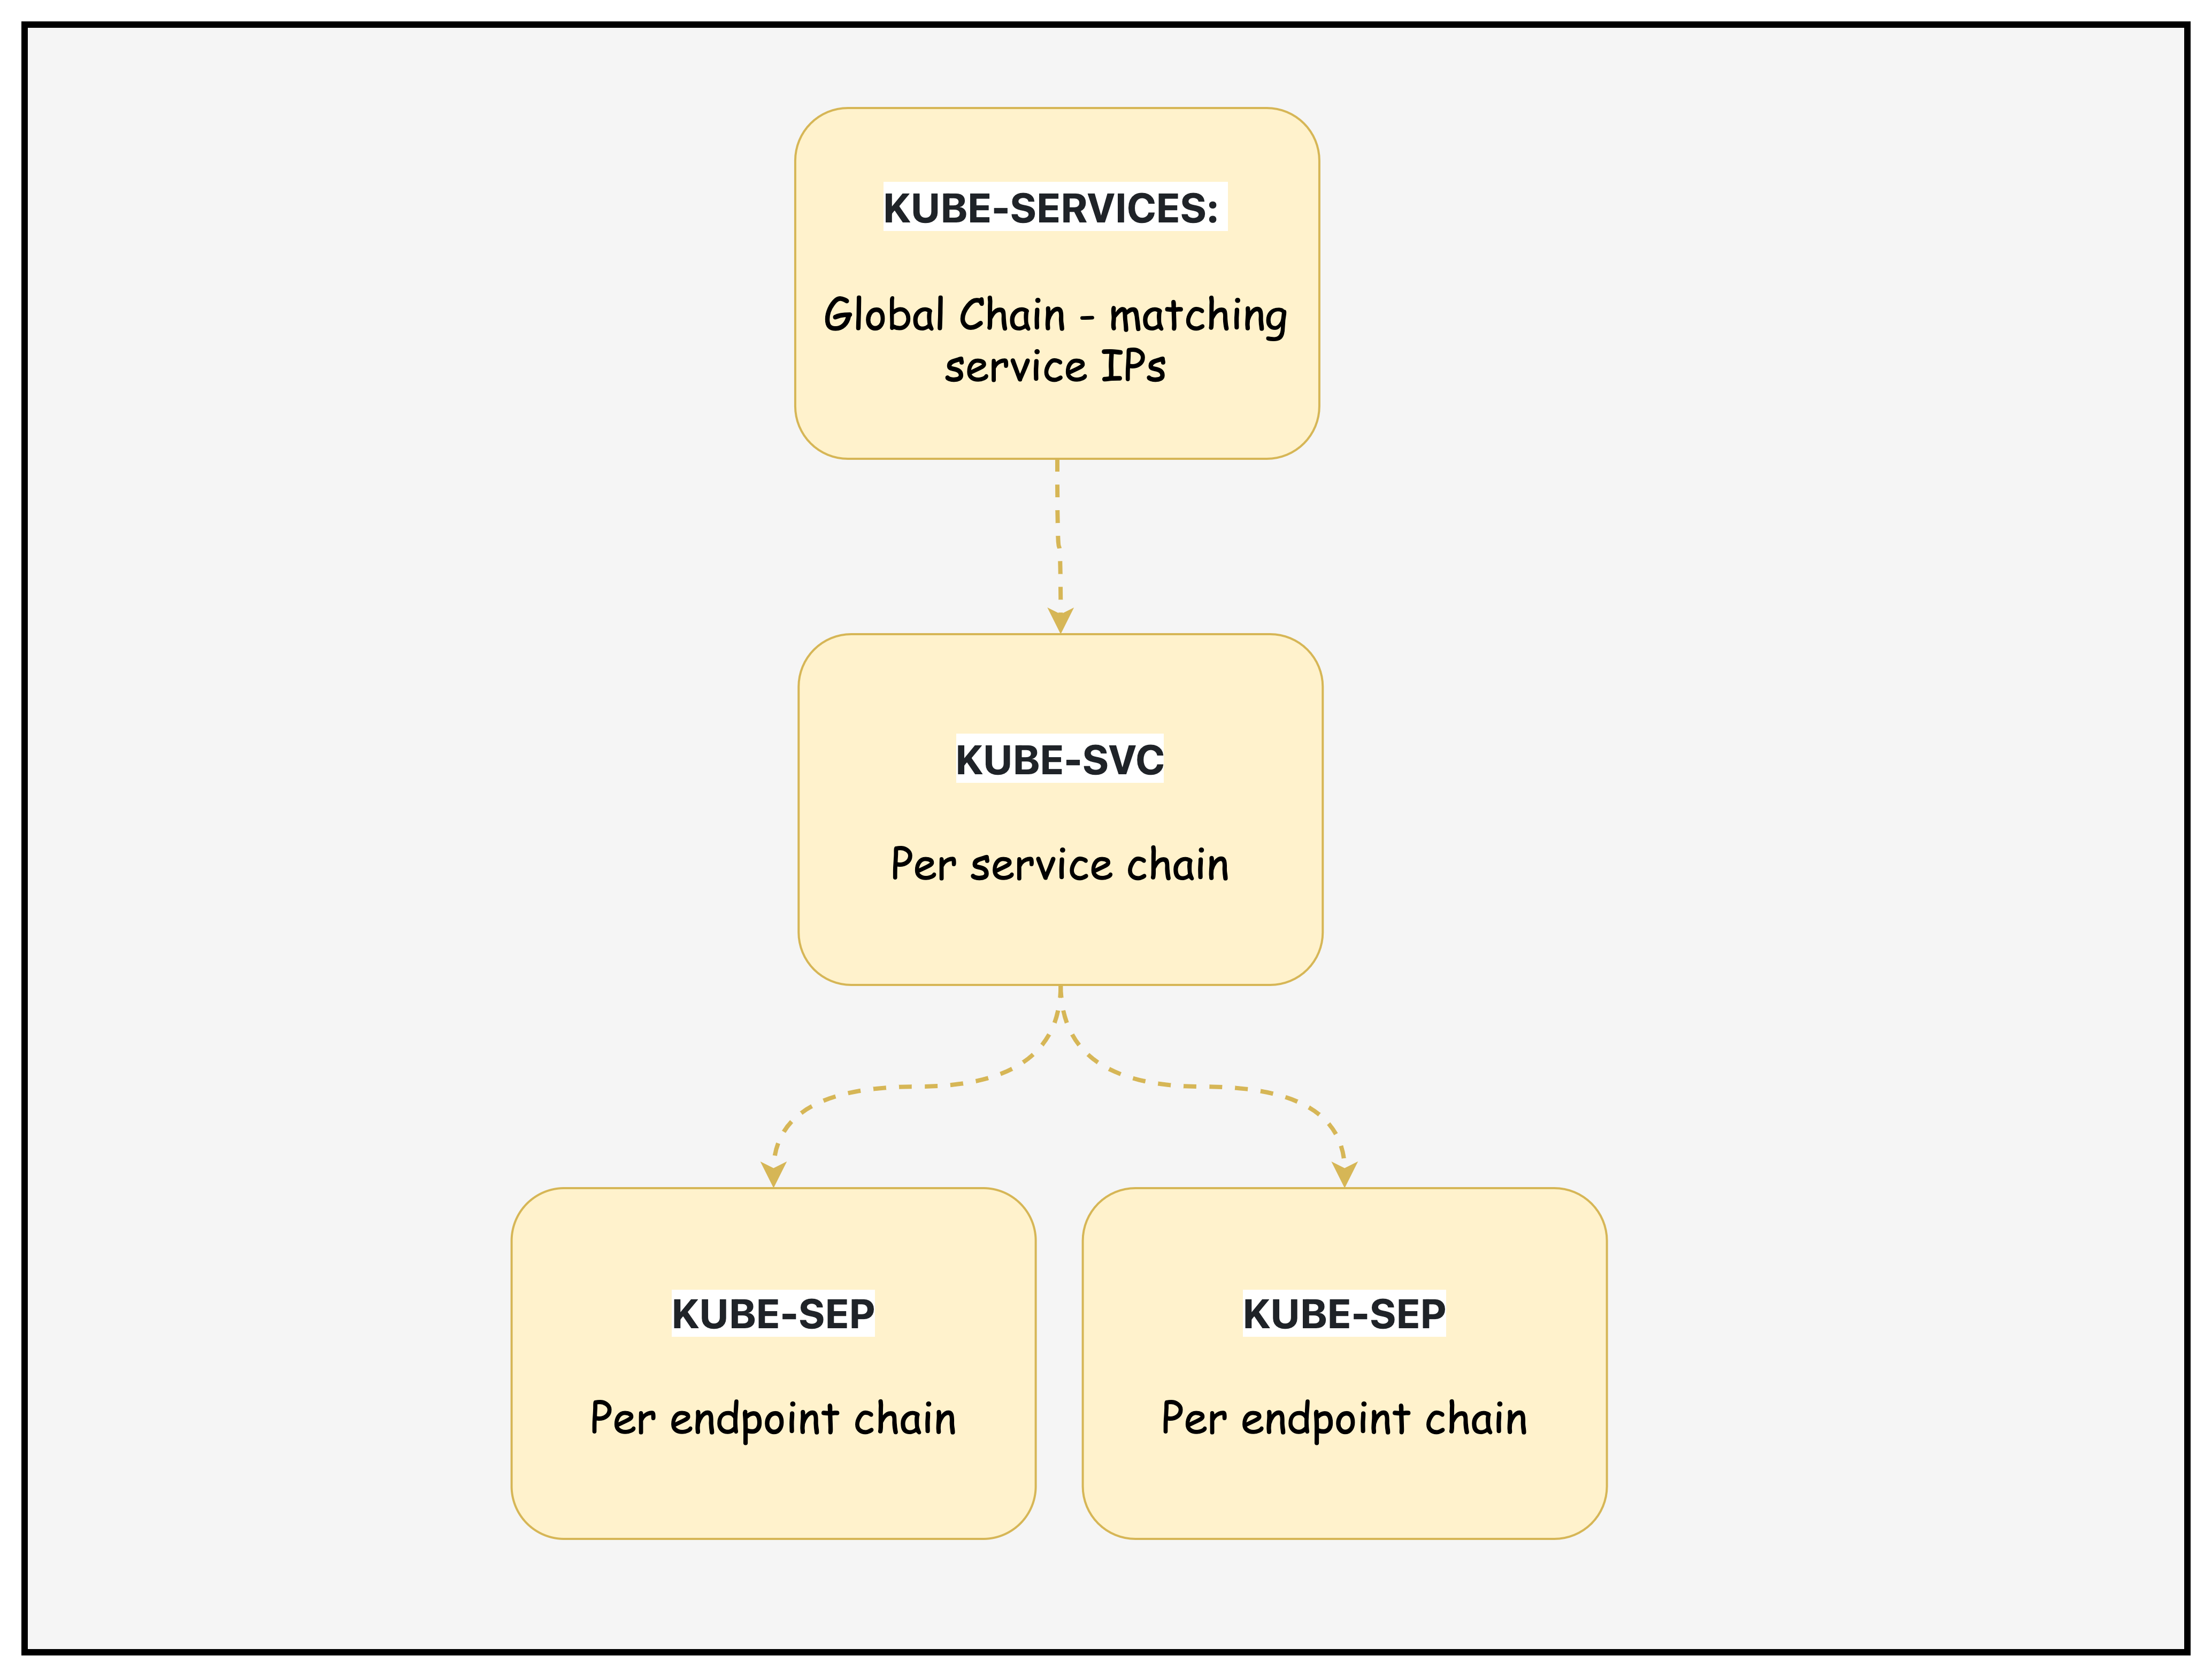 KUBE-SERVICES:
Global Chain - matching
service IPs
KUBE-SVC
Per service chain
KUBE-SEP
Per endpoint chain
KUBE-SEP
Per endpoint chain